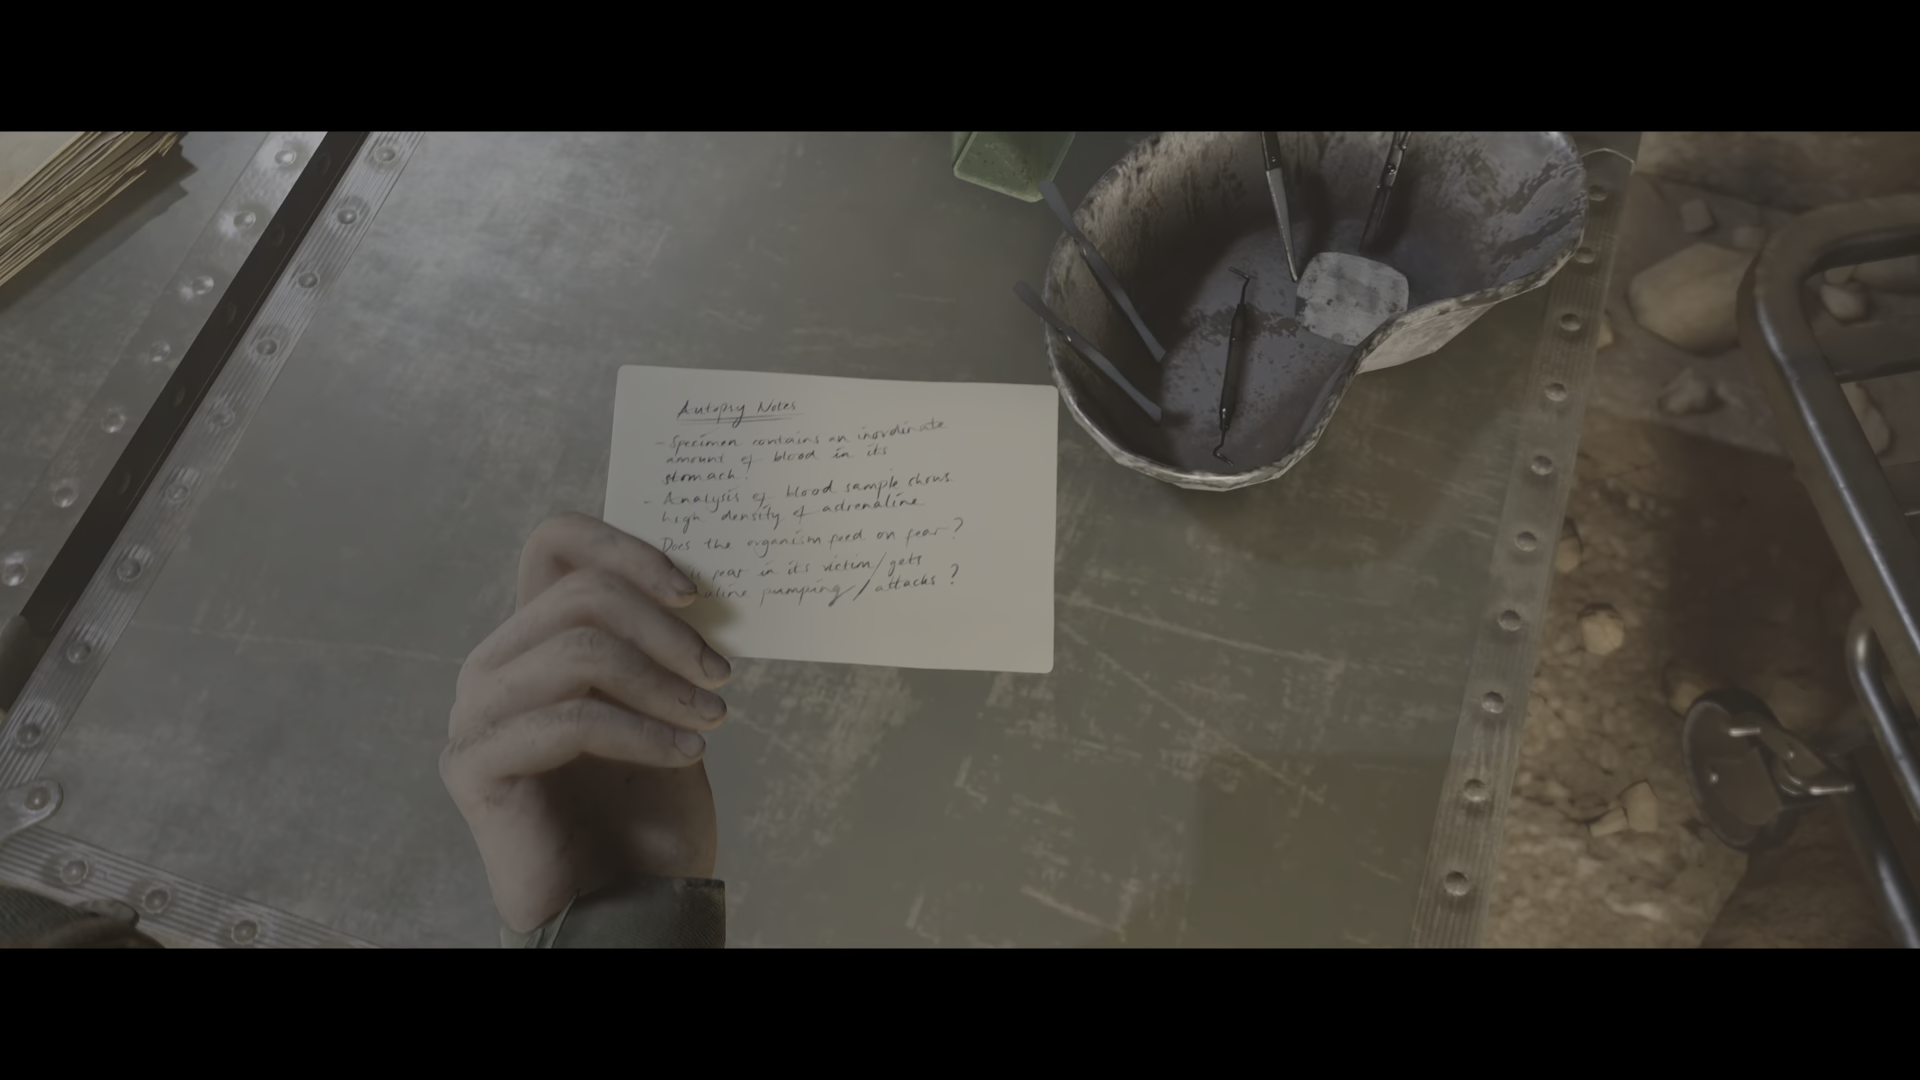 Autopsy Notes
- Specimen contains an inordinate
amount of blood in its
stomach!
- Analysis of blood sample shows
high density of adrenaline
Does the organism feed on fear?
fear in its victim/gets
pumping/attacks?